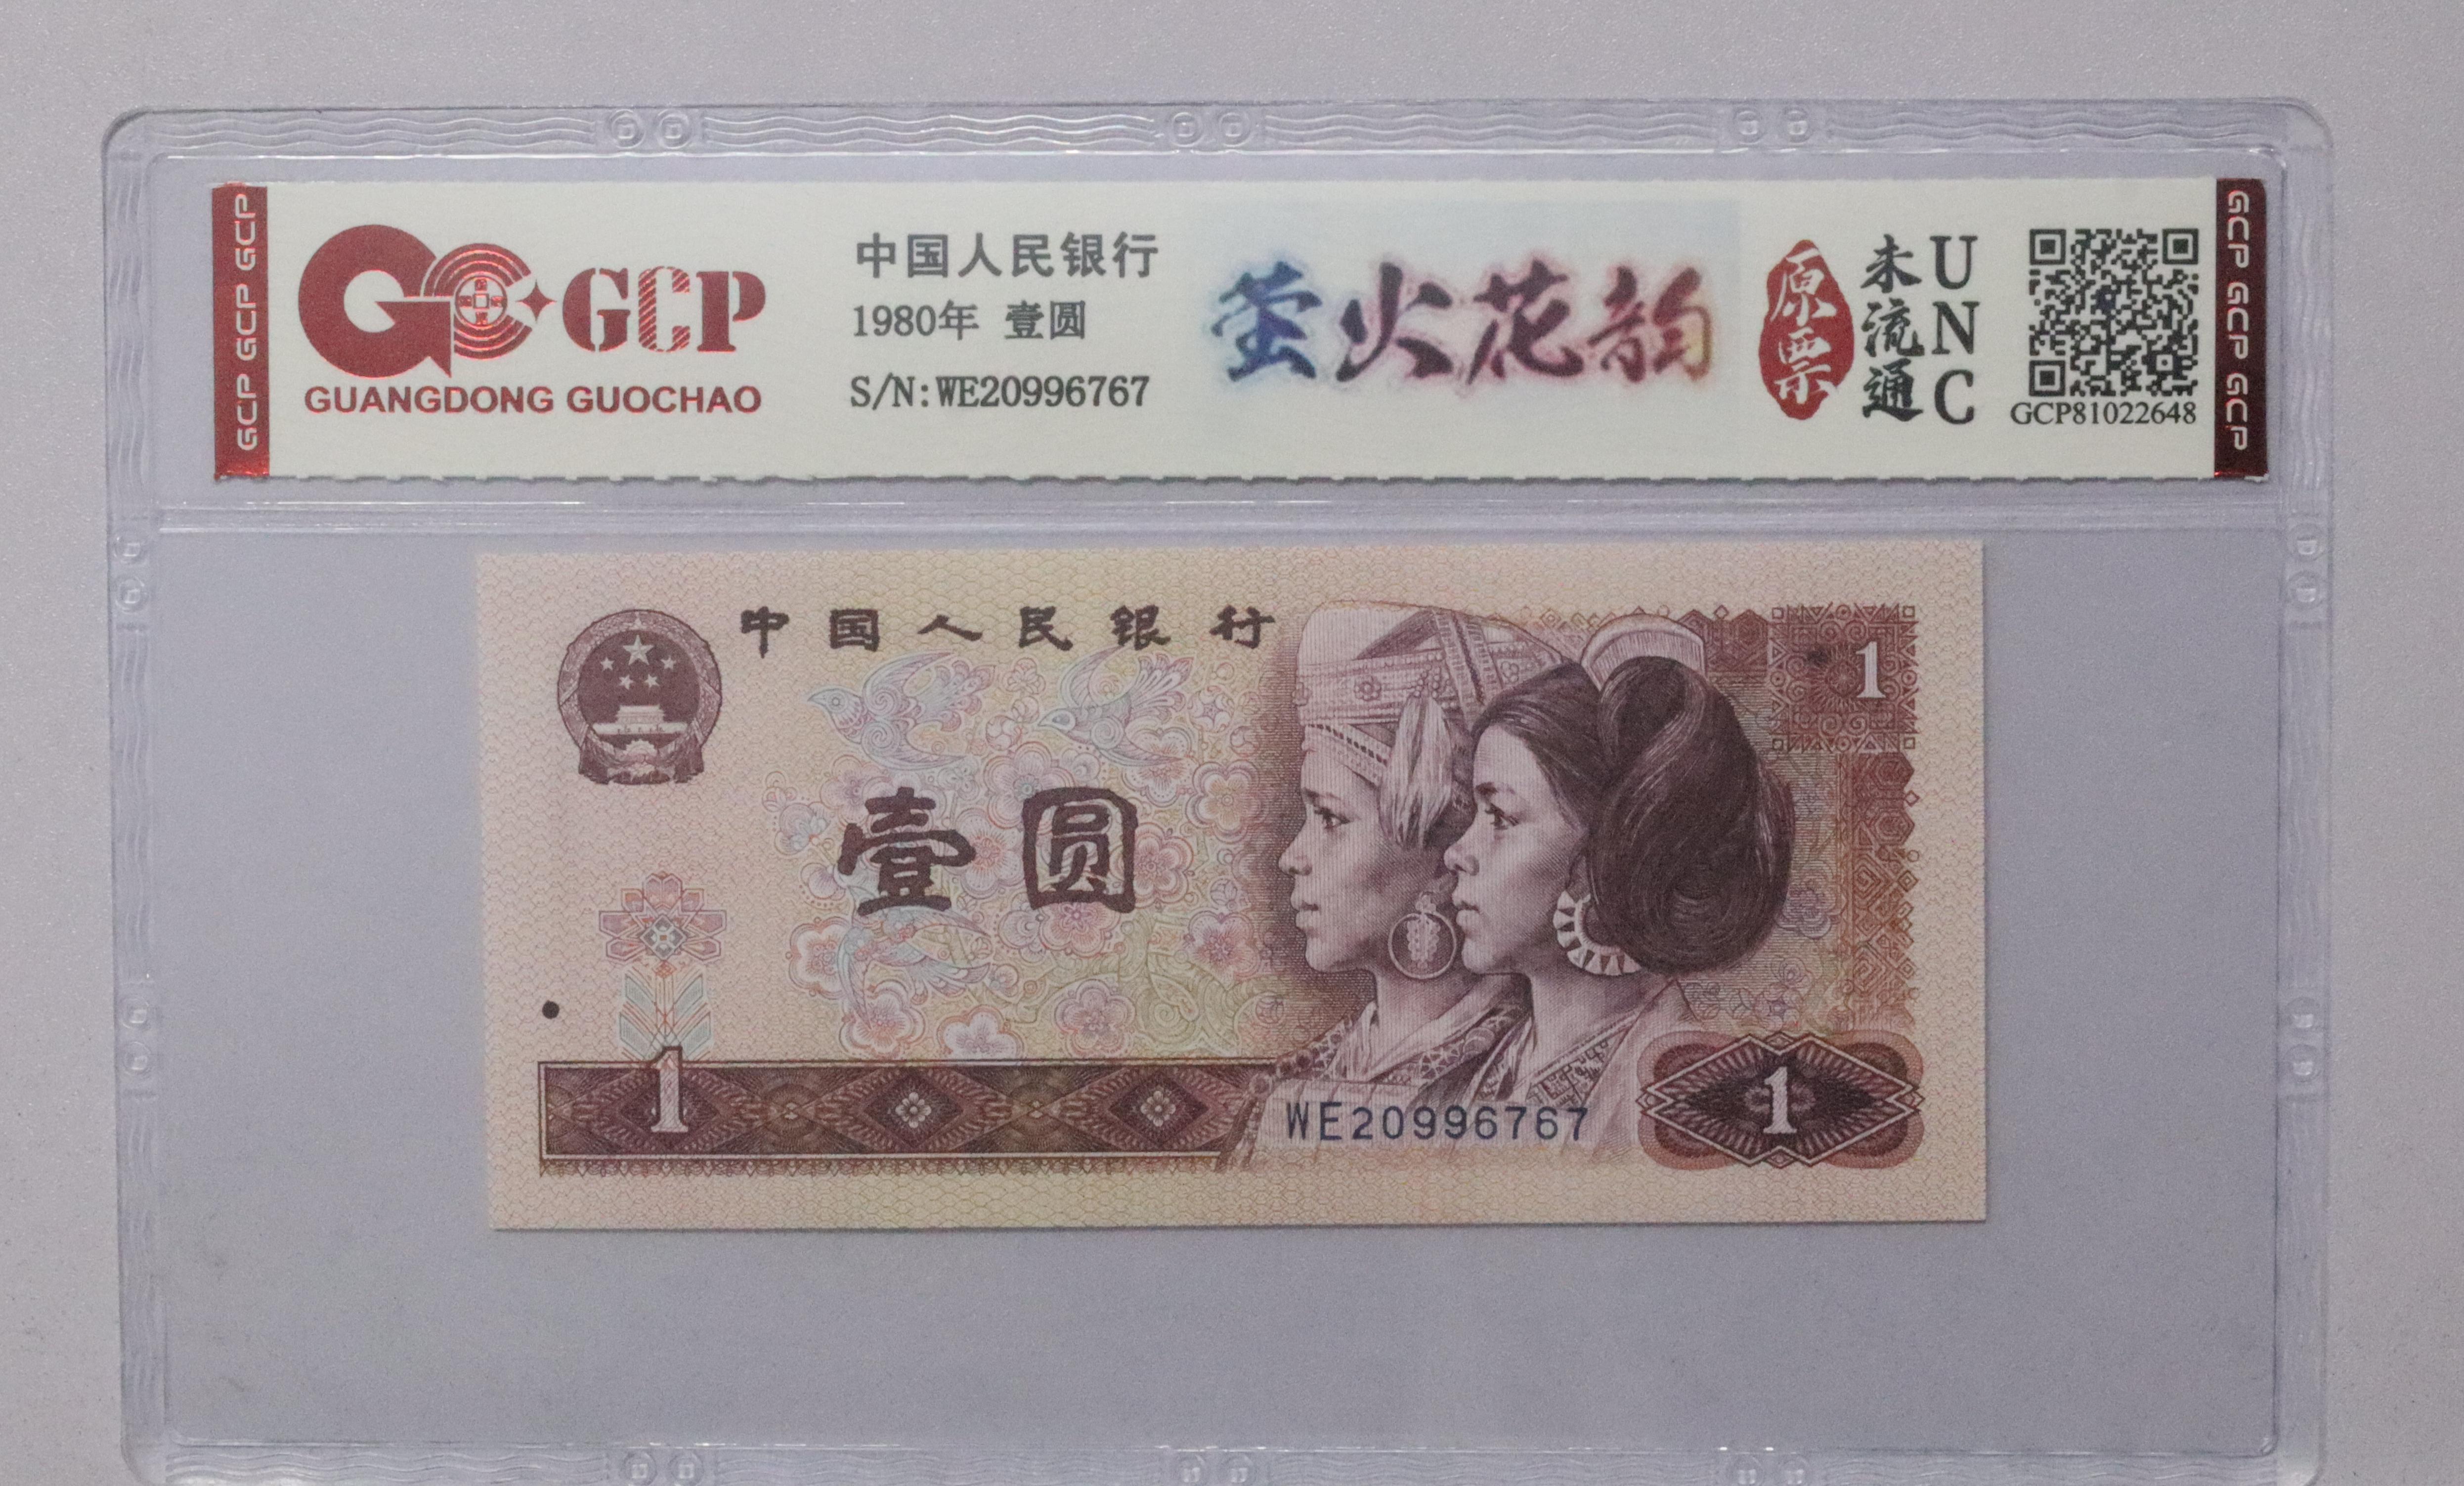 GCP GCP GCP
GCP
GUANGDONG GUOCHAO
中国人民银行
1980年 壹圆
S/N:WE20996767
萤火花韵
原票
未流通
UNC
GCP81022648
GCP GCP GCP
中国人民银行
1
壹圆
1
WE20996767
1